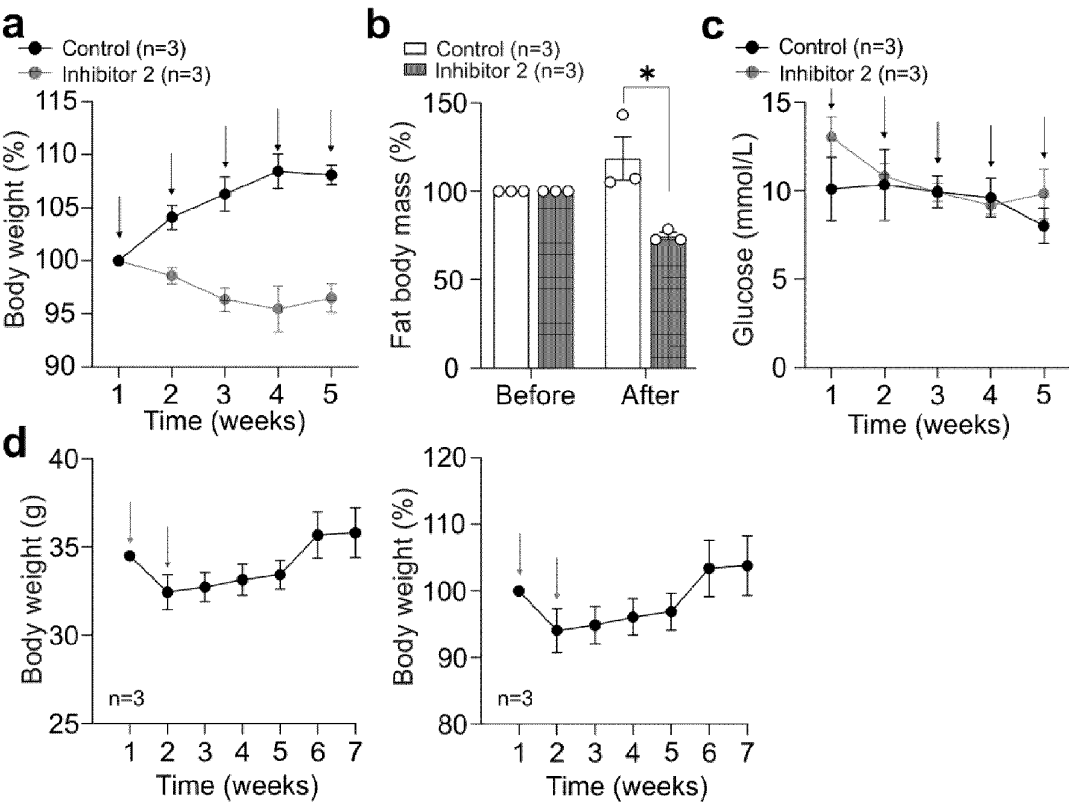 a
Control (n=3)
Inhibitor 2 (n=3)
115
110
105
100
95
90
Body weight (%)
1 2 3 4 5
Time (weeks)
b
Control (n=3)
Inhibitor 2 (n=3)
*
150
100
50
0
Fat body mass (%)
Before After
c
Control (n=3)
Inhibitor 2 (n=3)
15
10
5
0
Glucose (mmol/L)
1 2 3 4 5
Time (weeks)
d
40
35
30
25
Body weight (g)
n=3
1 2 3 4 5 6 7
Time (weeks)
120
110
100
90
80
Body weight (%)
n=3
1 2 3 4 5 6 7
Time (weeks)